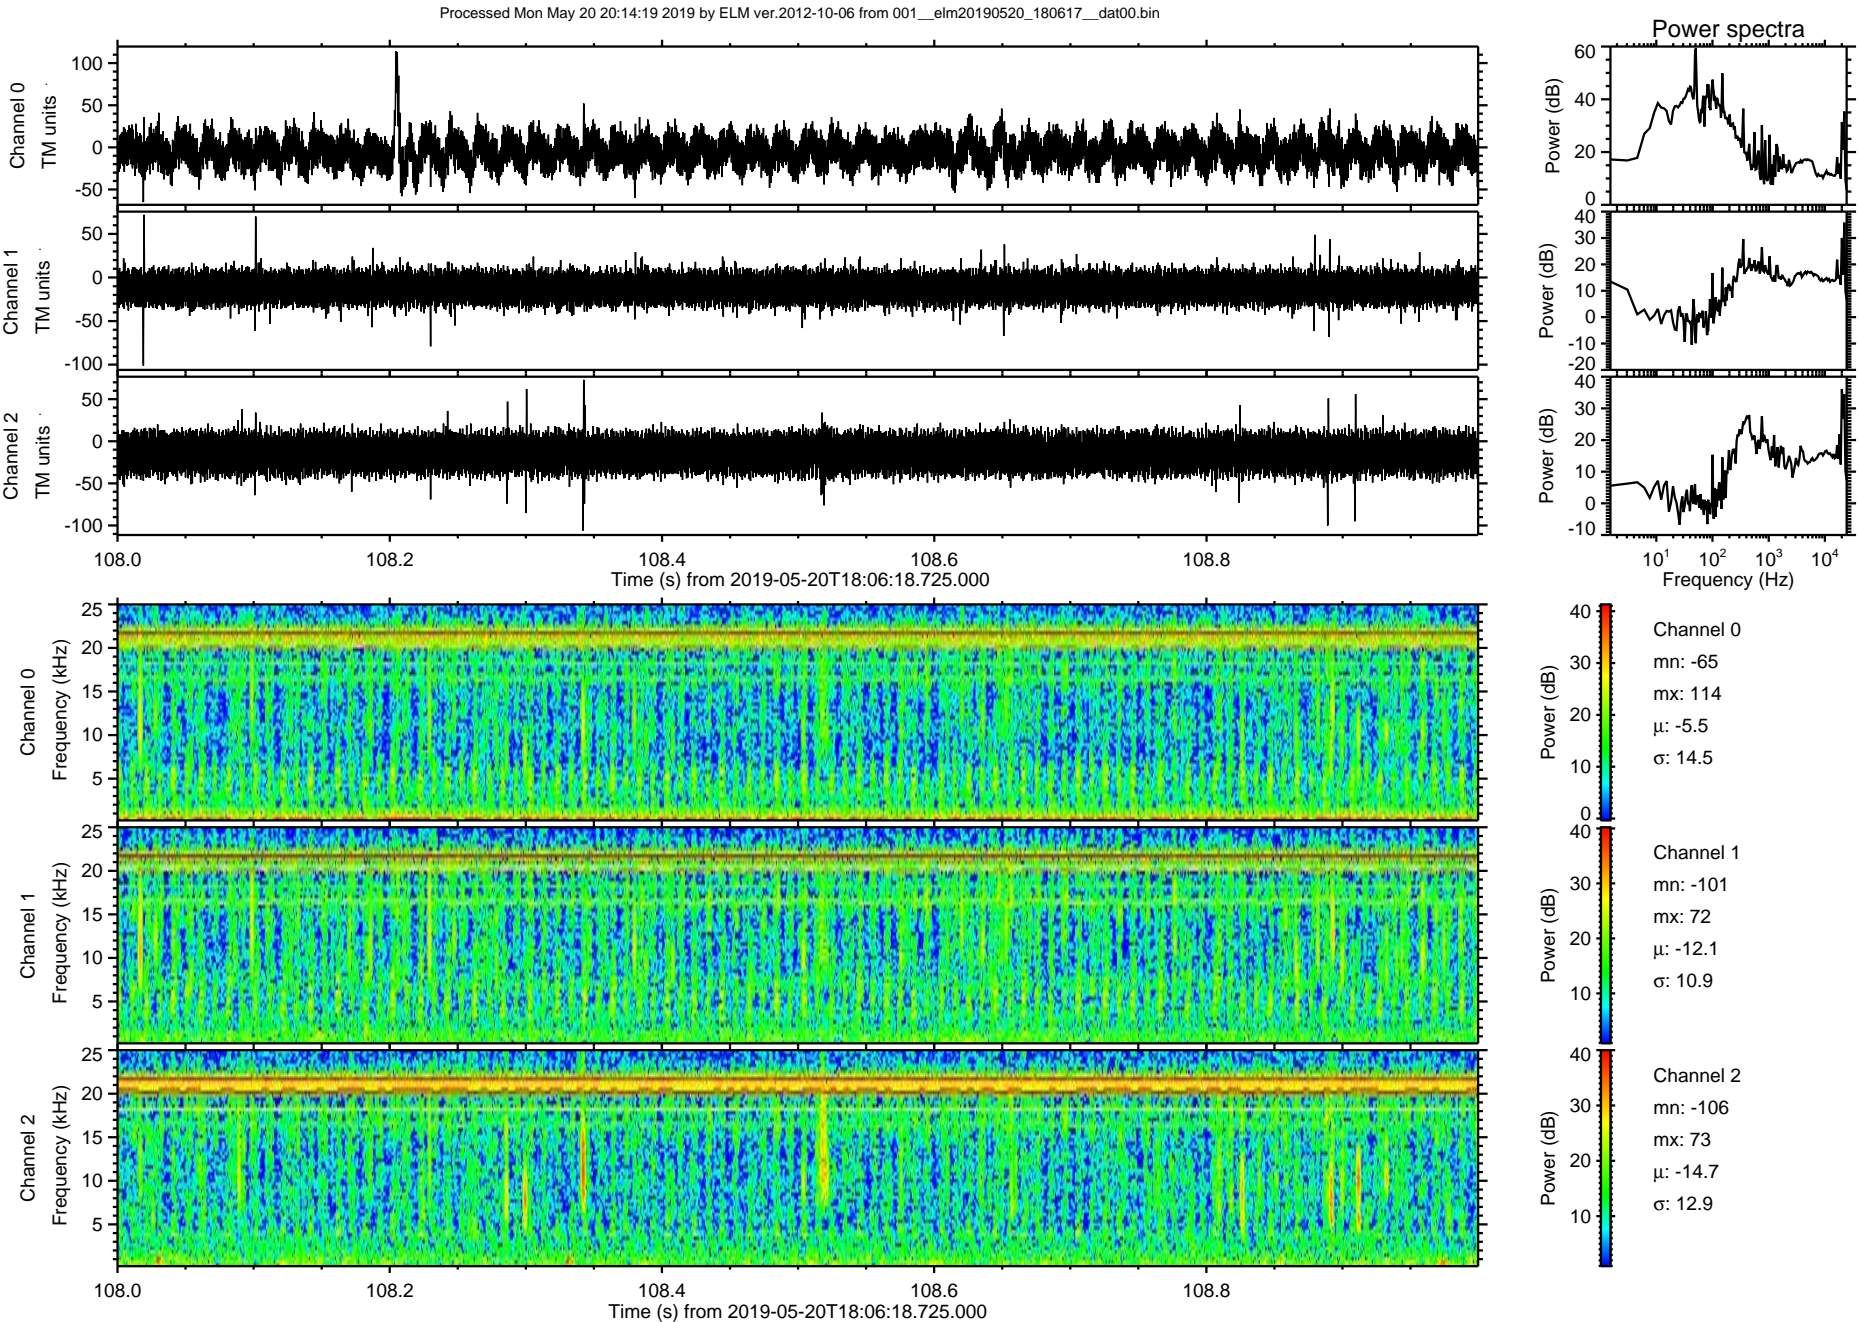 Processed Mon May 20 20:14:19 2019 by ELM ver.2012-10-06 from 001__elm20190520_180617__dat00.bin
Power spectra
Channel 0
TM units
100
50
0
-50
Power (dB)
60
40
20
0
Channel 1
TM units
50
0
-50
-100
Power (dB)
40
30
20
10
0
-10
-20
Channel 2
TM units
50
0
-50
-100
Power (dB)
40
30
20
10
0
-10
108.0 108.2 108.4 108.6 108.8
Time (s) from 2019-05-20T18:06:18.725.000
10^1 10^2 10^3 10^4
Frequency (Hz)
Channel 0
Frequency (kHz)
25
20
15
10
5
Power (dB)
40
30
20
10
0
Channel 0
mn: -65
mx: 114
μ: -5.5
σ: 14.5
Channel 1
Frequency (kHz)
25
20
15
10
5
Power (dB)
40
30
20
10
Channel 1
mn: -101
mx: 72
μ: -12.1
σ: 10.9
Channel 2
Frequency (kHz)
25
20
15
10
5
Power (dB)
40
30
20
10
Channel 2
mn: -106
mx: 73
μ: -14.7
σ: 12.9
108.0 108.2 108.4 108.6 108.8
Time (s) from 2019-05-20T18:06:18.725.000